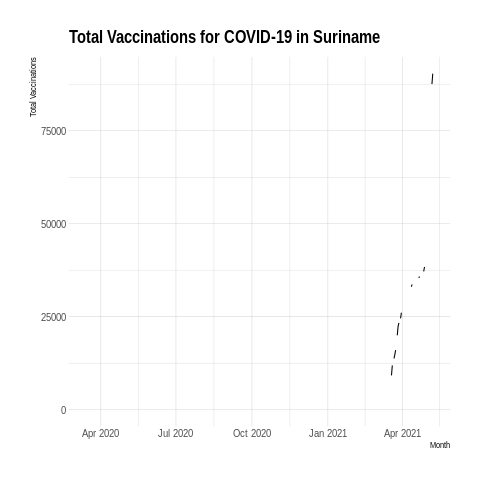 Total Vaccinations for COVID-19 in Suriname
Total Vaccinations
75000
50000
25000
0
Apr 2020 Jul 2020 Oct 2020 Jan 2021 Apr 2021
Month